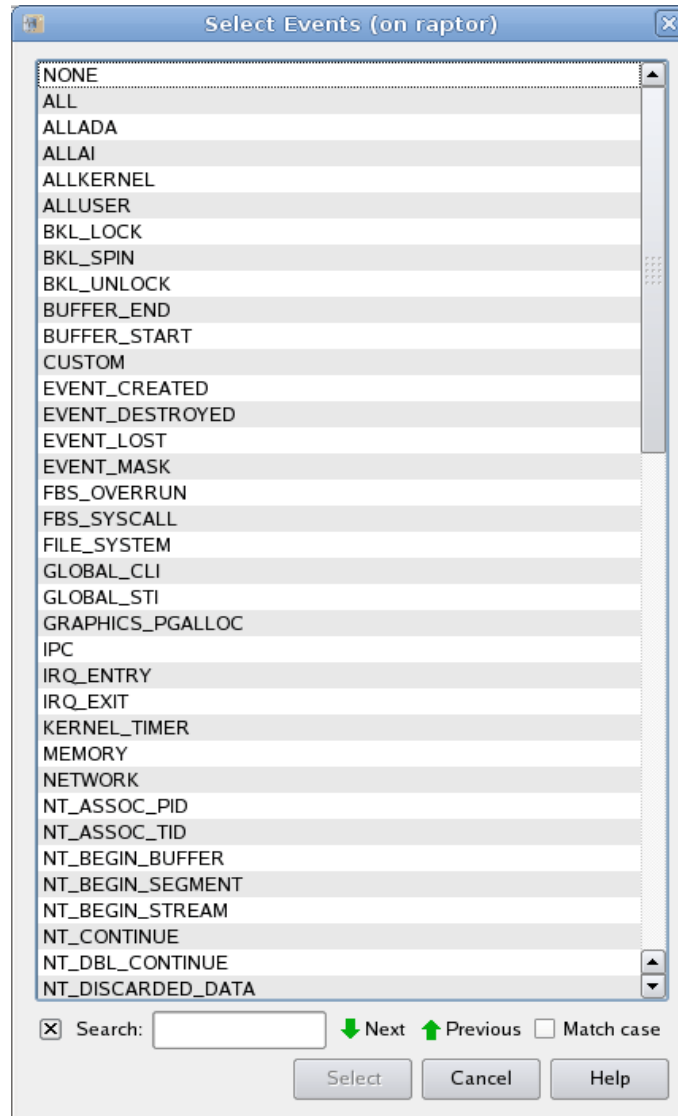 Select Events (on raptor)
NONE
ALL
ALLADA
ALLAI
ALLKERNEL
ALLUSER
BKL_LOCK
BKL_SPIN
BKL_UNLOCK
BUFFER_END
BUFFER_START
CUSTOM
EVENT_CREATED
EVENT_DESTROYED
EVENT_LOST
EVENT_MASK
FBS_OVERRUN
FBS_SYSCALL
FILE_SYSTEM
GLOBAL_CLI
GLOBAL_STI
GRAPHICS_PGALLOC
IPC
IRQ_ENTRY
IRQ_EXIT
KERNEL_TIMER
MEMORY
NETWORK
NT_ASSOC_PID
NT_ASSOC_TID
NT_BEGIN_BUFFER
NT_BEGIN_SEGMENT
NT_BEGIN_STREAM
NT_CONTINUE
NT_DBL_CONTINUE
NT_DISCARDED_DATA
Search: Next Previous Match case
Select Cancel Help